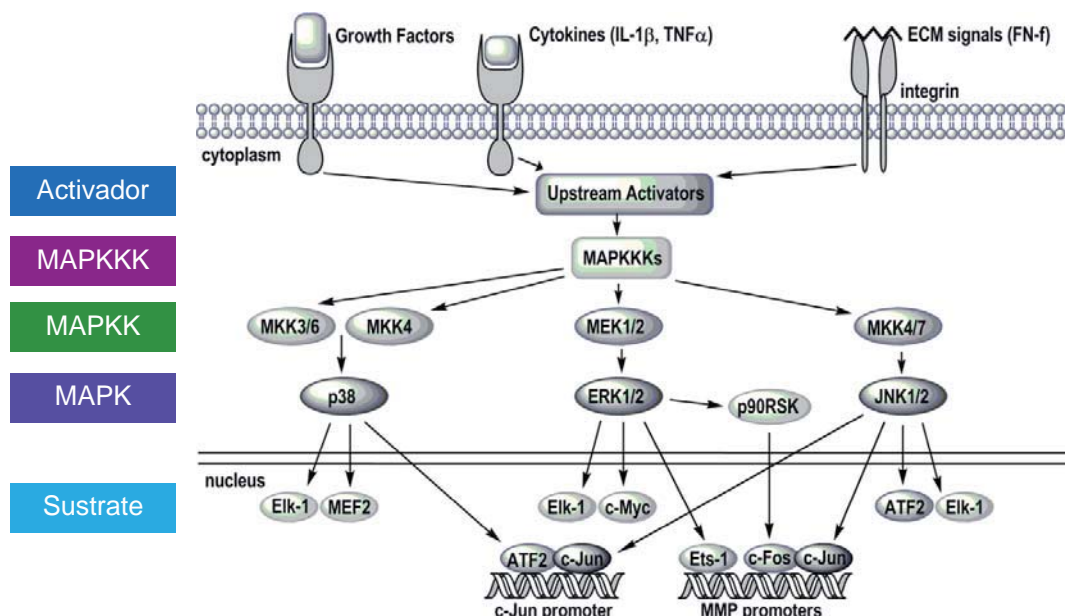 Growth Factors
Cytokines (IL-1β, TNFα)
ECM signals (FN-f)
integrin
cytoplasm
Activador
Upstream Activators
MAPKKK
MAPKKKs
MAPKK
MKK3/6
MKK4
MEK1/2
MKK4/7
MAPK
p38
ERK1/2
p90RSK
JNK1/2
nucleus
Sustrate
Elk-1
MEF2
Elk-1
c-Myc
ATF2
Elk-1
ATF2
c-Jun
Ets-1
c-Fos
c-Jun
c-Jun promoter
MMP promoters